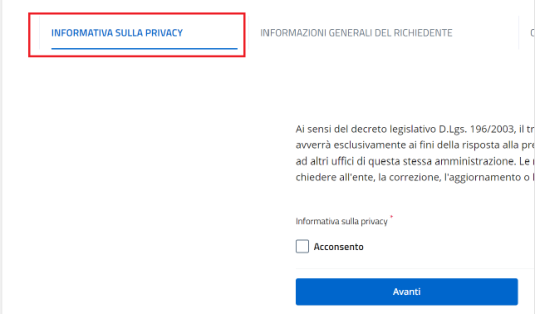 INFORMATIVA SULLA PRIVACY INFORMAZIONI GENERALI DEL RICHIEDENTE
Ai sensi del decreto legislativo D.Lgs. 196/2003, il
avverrà esclusivamente ai fini della risposta alla
ad altri uffici di questa stessa amministrazione. Le
chiedere all'ente, la correzione, l'aggiornamento o
Informativa sulla privacy *
Acconsento
Avanti